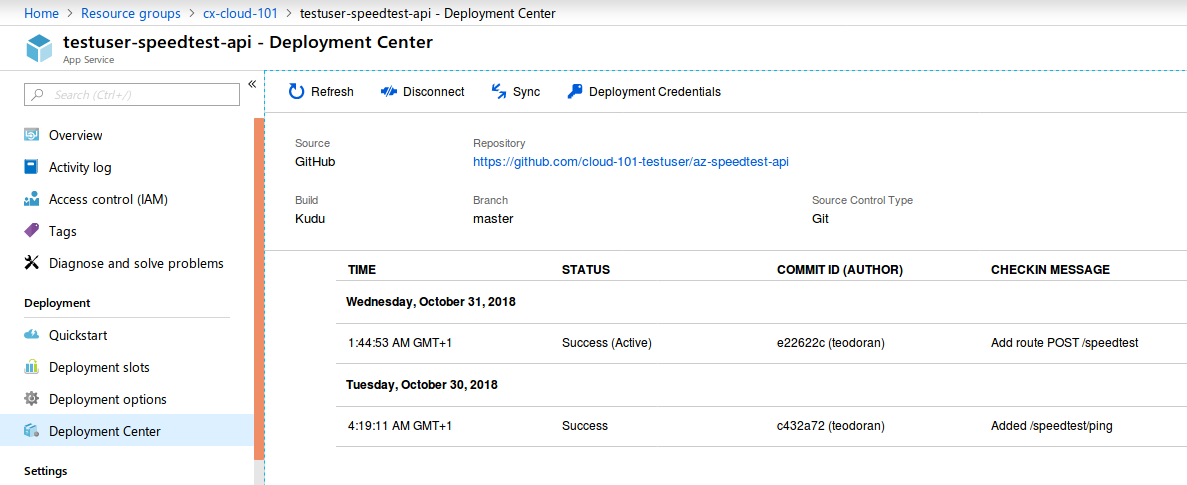 Home > Resource groups > cx-cloud-101 > testuser-speedtest-api - Deployment Center
testuser-speedtest-api - Deployment Center
App Service
«
Search (Ctrl+/)
Overview
Activity log
Access control (IAM)
Tags
Diagnose and solve problems
Deployment
Quickstart
Deployment slots
Deployment options
Deployment Center
Settings
Refresh Disconnect Sync Deployment Credentials
Source Repository
GitHub https://github.com/cloud-101-testuser/az-speedtest-api
Build Branch Source Control Type
Kudu master Git
TIME STATUS COMMIT ID (AUTHOR) CHECKIN MESSAGE
Wednesday, October 31, 2018
1:44:53 AM GMT+1 Success (Active) e22622c (teodoran) Add route POST /speedtest
Tuesday, October 30, 2018
4:19:11 AM GMT+1 Success c432a72 (teodoran) Added /speedtest/ping